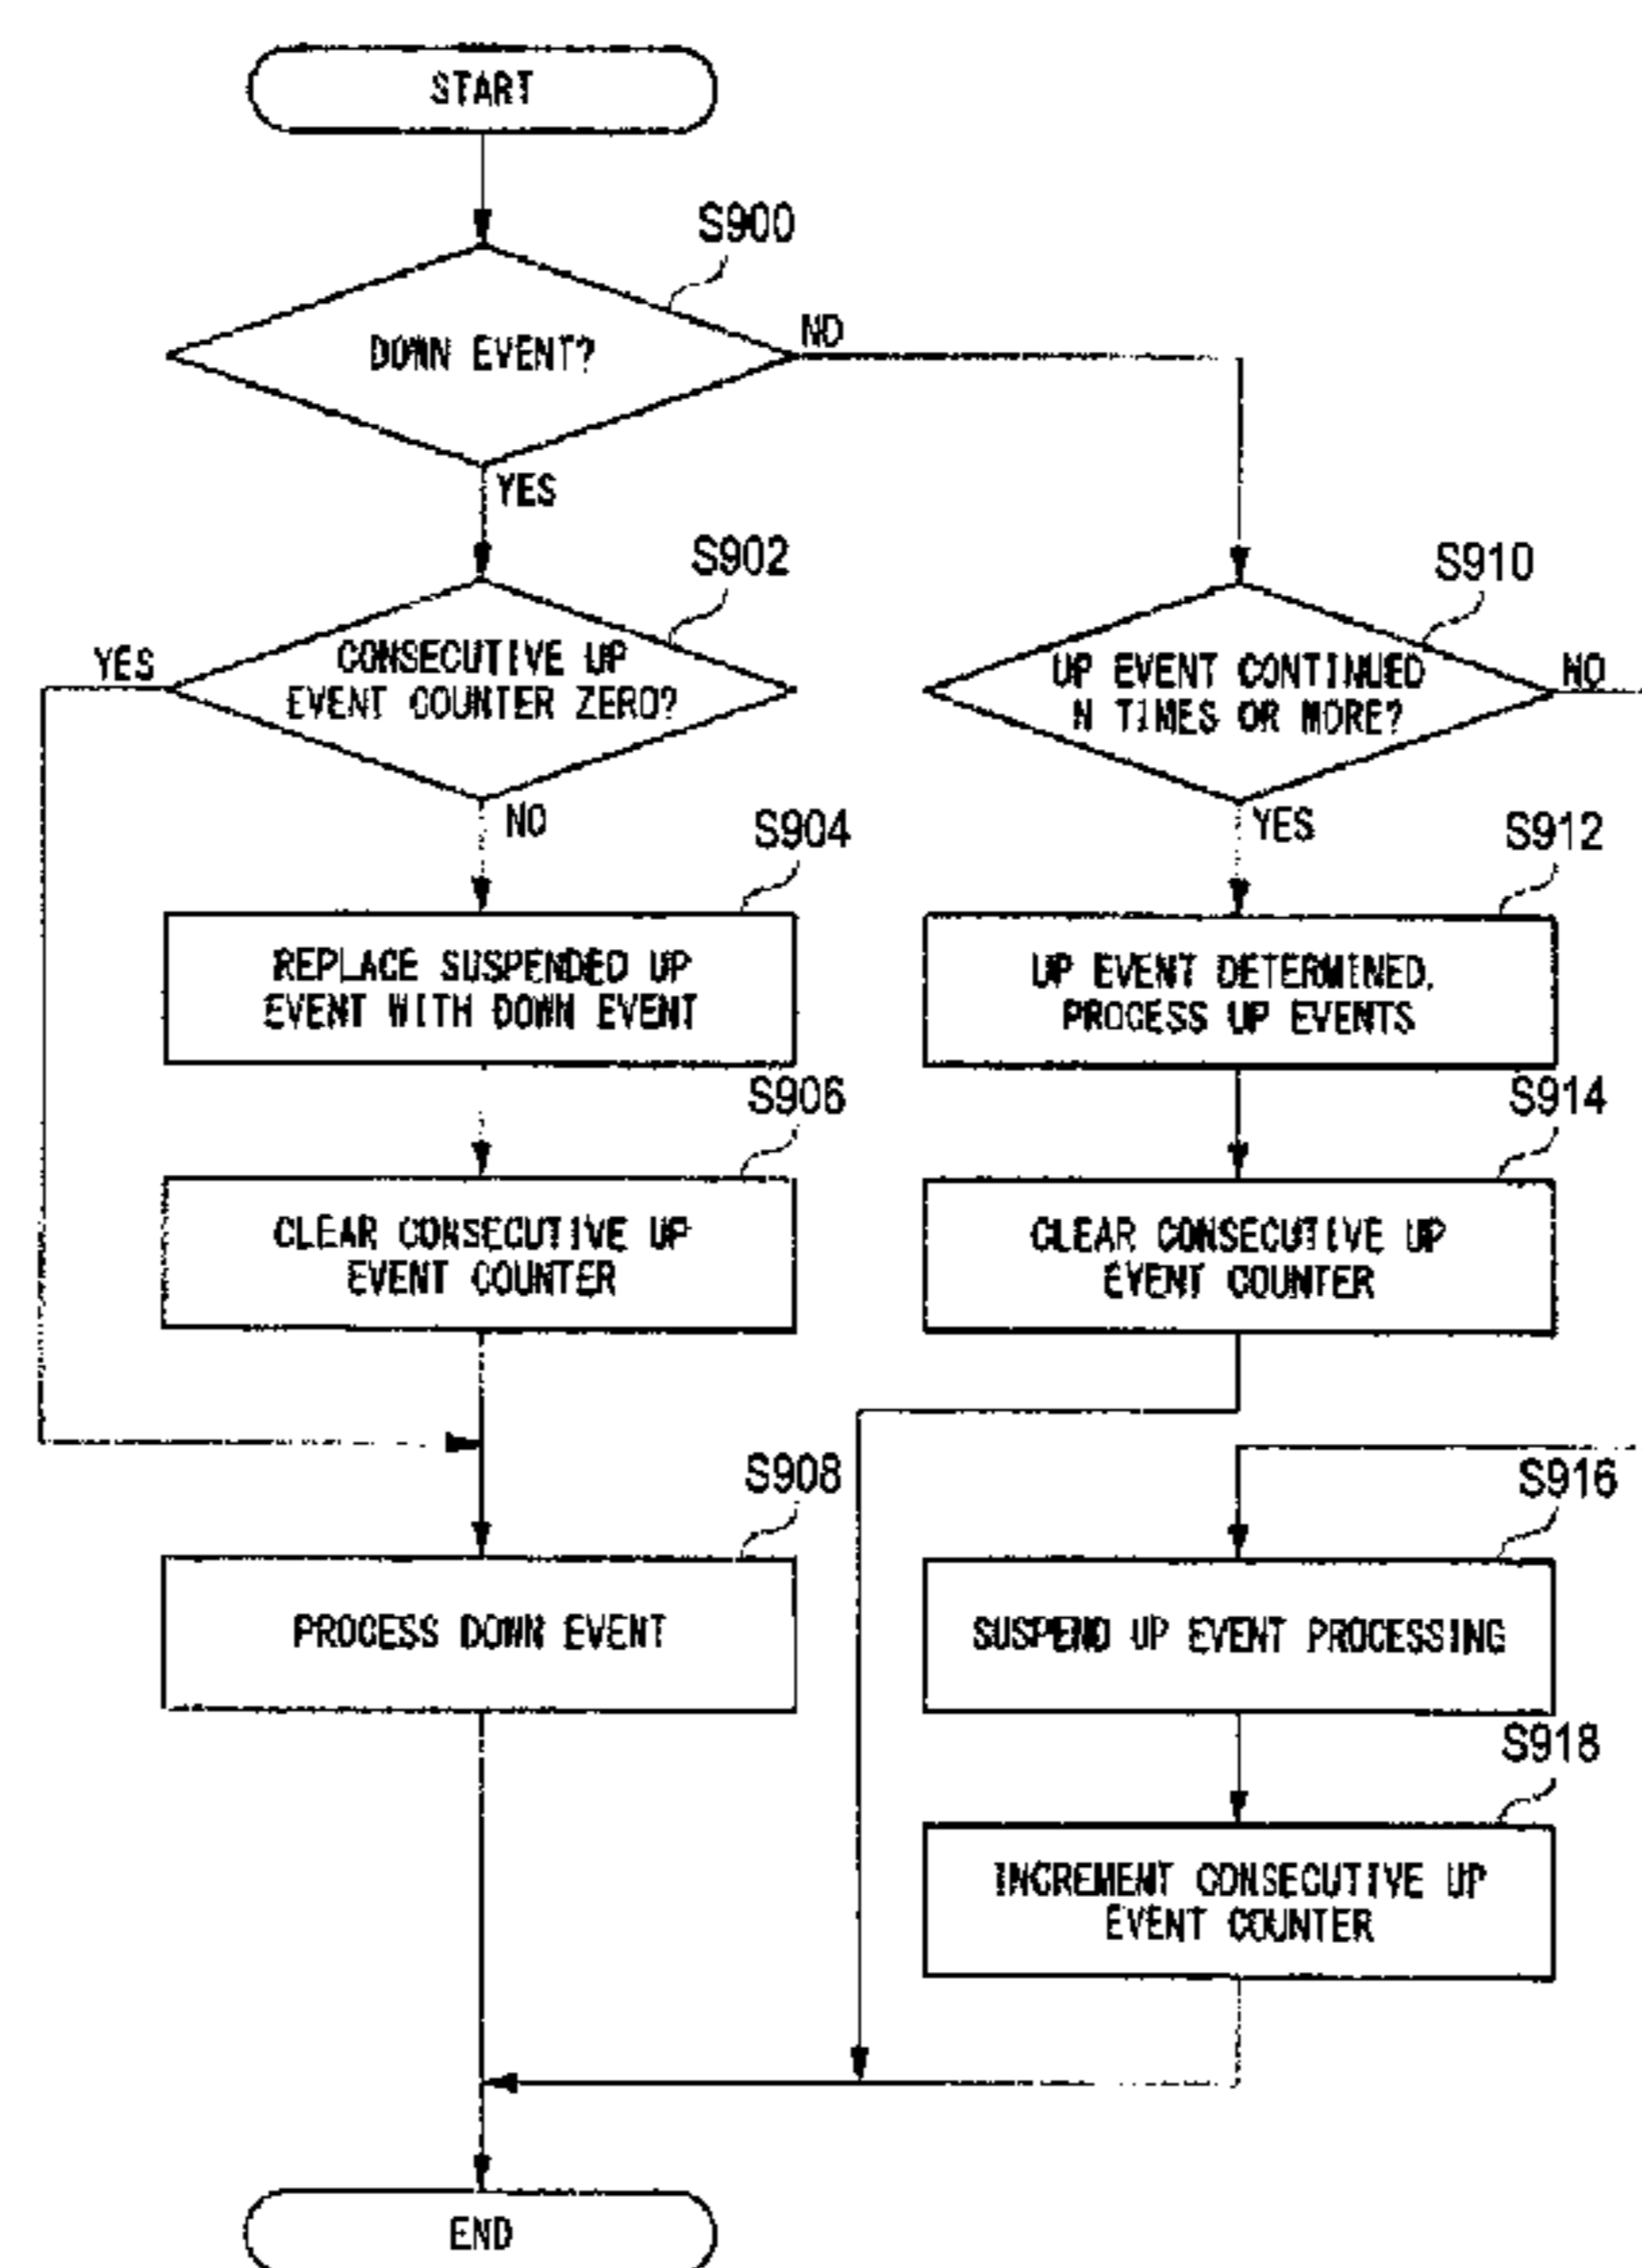 START
S900
DOWN EVENT?
NO
YES
S902
CONSECUTIVE UP
EVENT COUNTER ZERO?
YES
NO
S904
REPLACE SUSPENDED UP
EVENT WITH DOWN EVENT
S906
CLEAR CONSECUTIVE UP
EVENT COUNTER
S908
PROCESS DOWN EVENT
S910
UP EVENT CONTINUED
N TIMES OR MORE?
NO
YES
S912
UP EVENT DETERMINED,
PROCESS UP EVENTS
S914
CLEAR CONSECUTIVE UP
EVENT COUNTER
S916
SUSPEND UP EVENT PROCESSING
S918
INCREMENT CONSECUTIVE UP
EVENT COUNTER
END